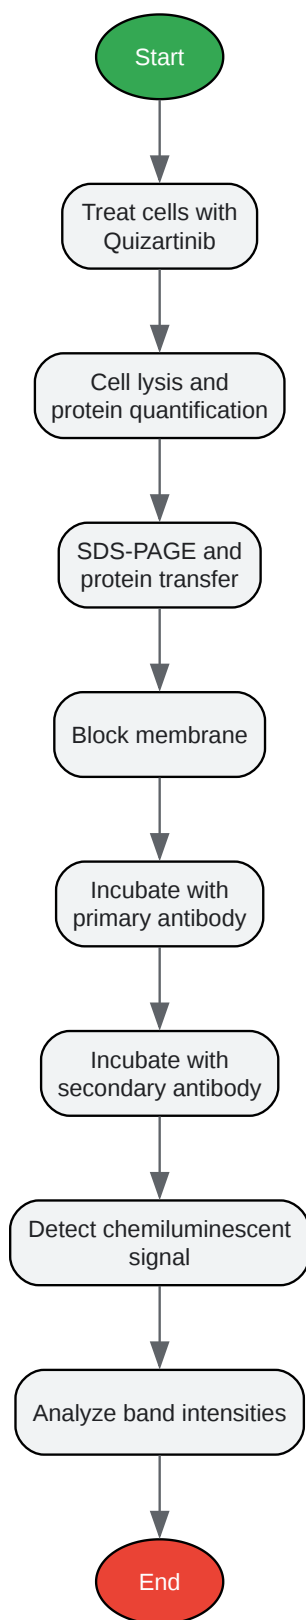 Start
Treat cells with
Quizartinib
Cell lysis and
protein quantification
SDS-PAGE and
protein transfer
Block membrane
Incubate with
primary antibody
Incubate with
secondary antibody
Detect chemiluminescent
signal
Analyze band intensities
End